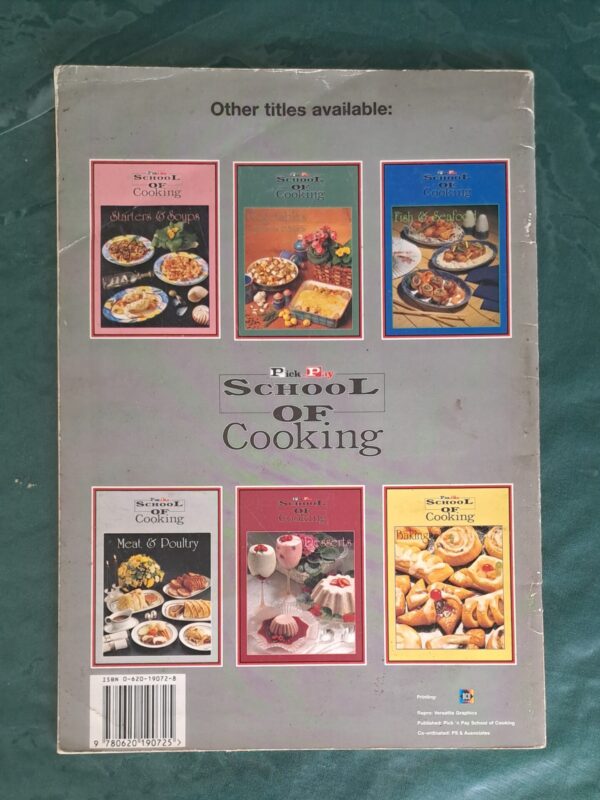 Other titles available:
SCHOOL
OF
Cooking
Starters & Soups
SCHOOL
OF
Cooking
SCHOOL
OF
Cooking
Fish & Seafood
Pick 'n Pay
SCHOOL
OF
Cooking
SCHOOL
OF
Cooking
Meat & Poultry
SCHOOL
OF
Cooking
Desserts
SCHOOL
OF
Cooking
Baking
ISBN 0-620-19072-8
9 780620 190725 >
Printing:
Repro: Versatile Graphics
Published: Pick 'n Pay School of Cooking
Co-ordinated: PS & Associates